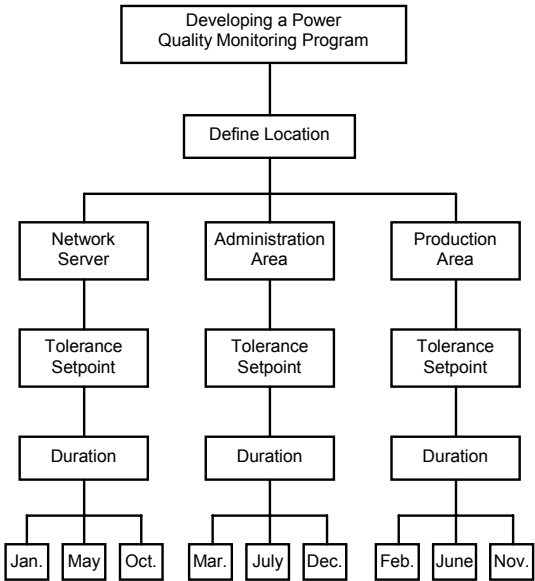 Developing a Power
Quality Monitoring Program
Define Location
Network
Server
Administration
Area
Production
Area
Tolerance
Setpoint
Tolerance
Setpoint
Tolerance
Setpoint
Duration
Duration
Duration
Jan.
May
Oct.
Mar.
July
Dec.
Feb.
June
Nov.